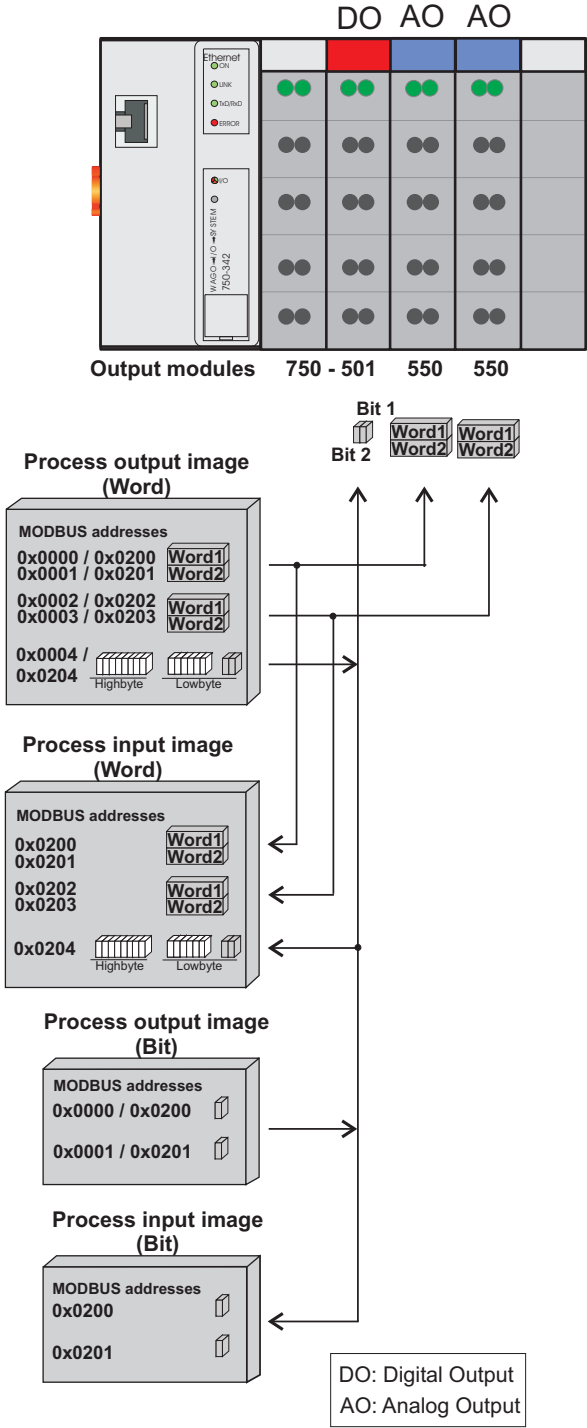 DO AO AO
Ethernet
ON
LINK
TxD/RxD
ERROR
I/O
WAGO I/O SYSTEM
750-342
Output modules 750 - 501 550 550
Bit 1
Bit 2
Word1 Word1
Word2 Word2
Process output image
(Word)
MODBUS addresses
0x0000 / 0x0200 Word1
0x0001 / 0x0201 Word2
0x0002 / 0x0202 Word1
0x0003 / 0x0203 Word2
0x0004 /
0x0204
Highbyte Lowbyte
Process input image
(Word)
MODBUS addresses
0x0200 Word1
0x0201 Word2
0x0202 Word1
0x0203 Word2
0x0204
Highbyte Lowbyte
Process output image
(Bit)
MODBUS addresses
0x0000 / 0x0200
0x0001 / 0x0201
Process input image
(Bit)
MODBUS addresses
0x0200
0x0201
DO: Digital Output
AO: Analog Output